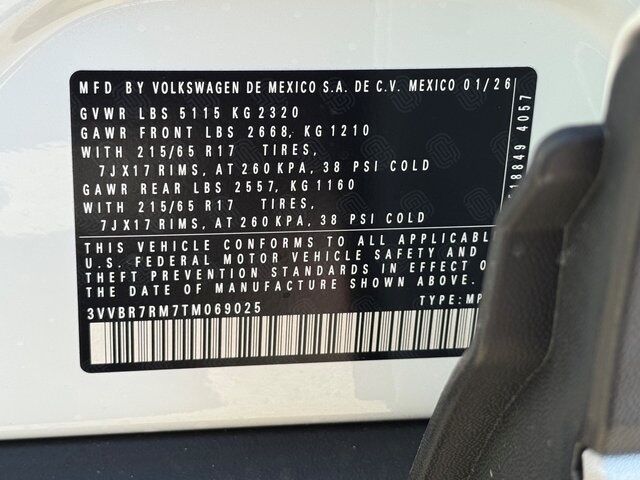 MFD BY VOLKSWAGEN DE MEXICO S.A. DE C.V. MEXICO 01/26
GVWR LBS 5115 KG 2320
GAWR FRONT LBS 2668, KG 1210
WITH 215/65 R17 TIRES,
7JX17 RIMS, AT 260 KPA, 38 PSI COLD
GAWR REAR LBS 2557, KG 1160
WITH 215/65 R17 TIRES,
7JX17 RIMS, AT 260 KPA, 38 PSI COLD
THIS VEHICLE CONFORMS TO ALL APPLICABL
U.S. FEDERAL MOTOR VEHICLE SAFETY AND
THEFT PREVENTION STANDARDS IN EFFECT O
THE DATE OF MANUFACTURE SHOWN ABOVE.
3VVBR7RM7TM069025 TYPE: MP
18849 4057